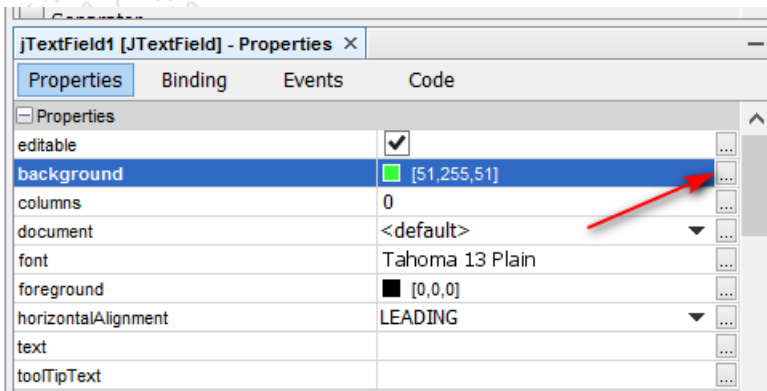 Separator
jTextField1 [JTextField] - Properties ×
Properties Binding Events Code
Properties
editable ...
background [51,255,51] ...
columns 0 ...
document <default> ...
font Tahoma 13 Plain ...
foreground [0,0,0] ...
horizontalAlignment LEADING ...
text ...
toolTipText ...